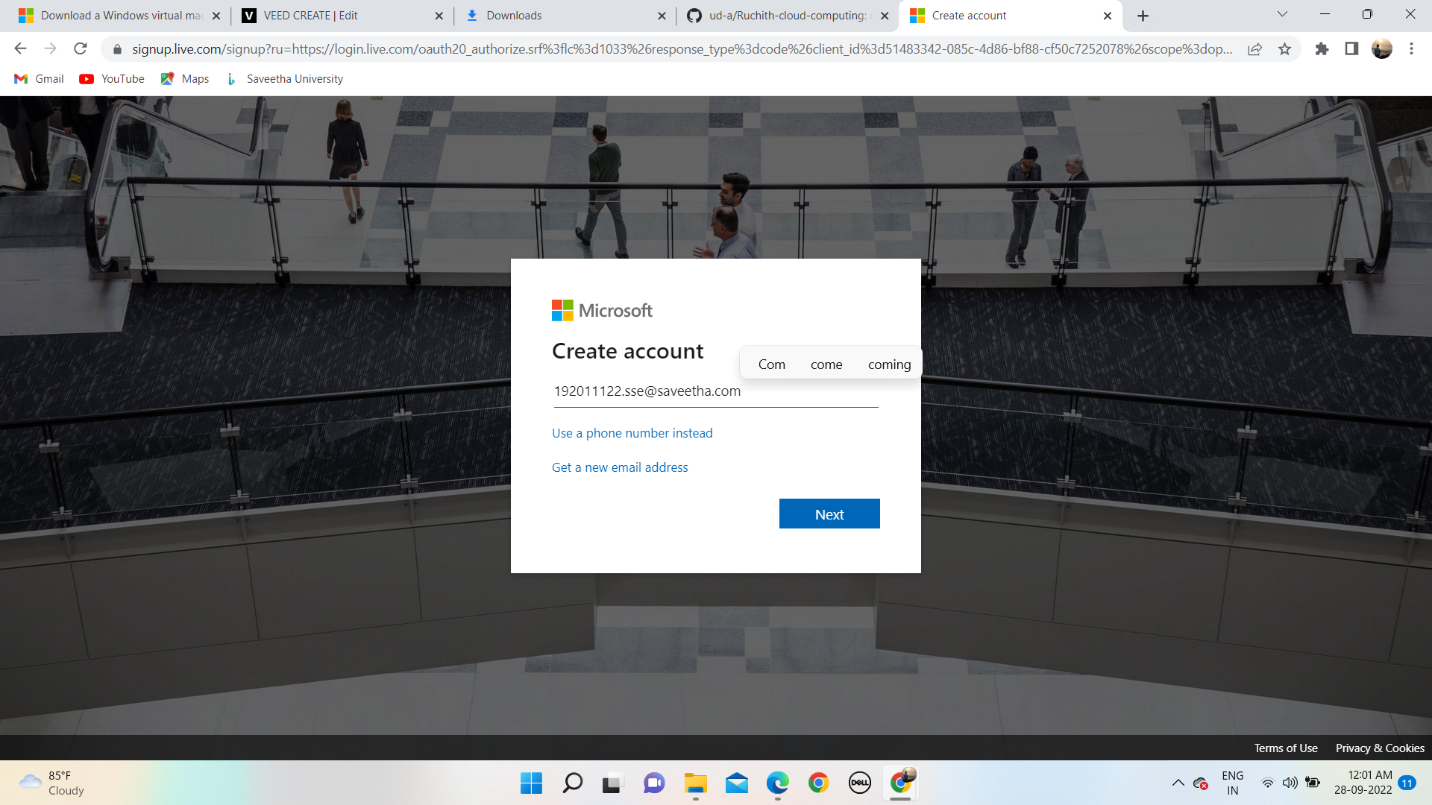 Download a Windows virtual mac
VEED CREATE | Edit
Downloads
ud-a/Ruchith-cloud-computing: c
Create account
signup.live.com/signup?ru=https://login.live.com/oauth20_authorize.srf%3flc%3d1033%26response_type%3dcode%26client_id%3d51483342-085c-4d86-bf88-cf50c7252078%26scope%3dop...
Gmail
YouTube
Maps
Saveetha University
Microsoft
Create account
Com come coming
192011122.sse@saveetha.com
Use a phone number instead
Get a new email address
Next
Terms of Use Privacy & Cookies
85°F
Cloudy
DELL
ENG
IN
12:01 AM
28-09-2022
11